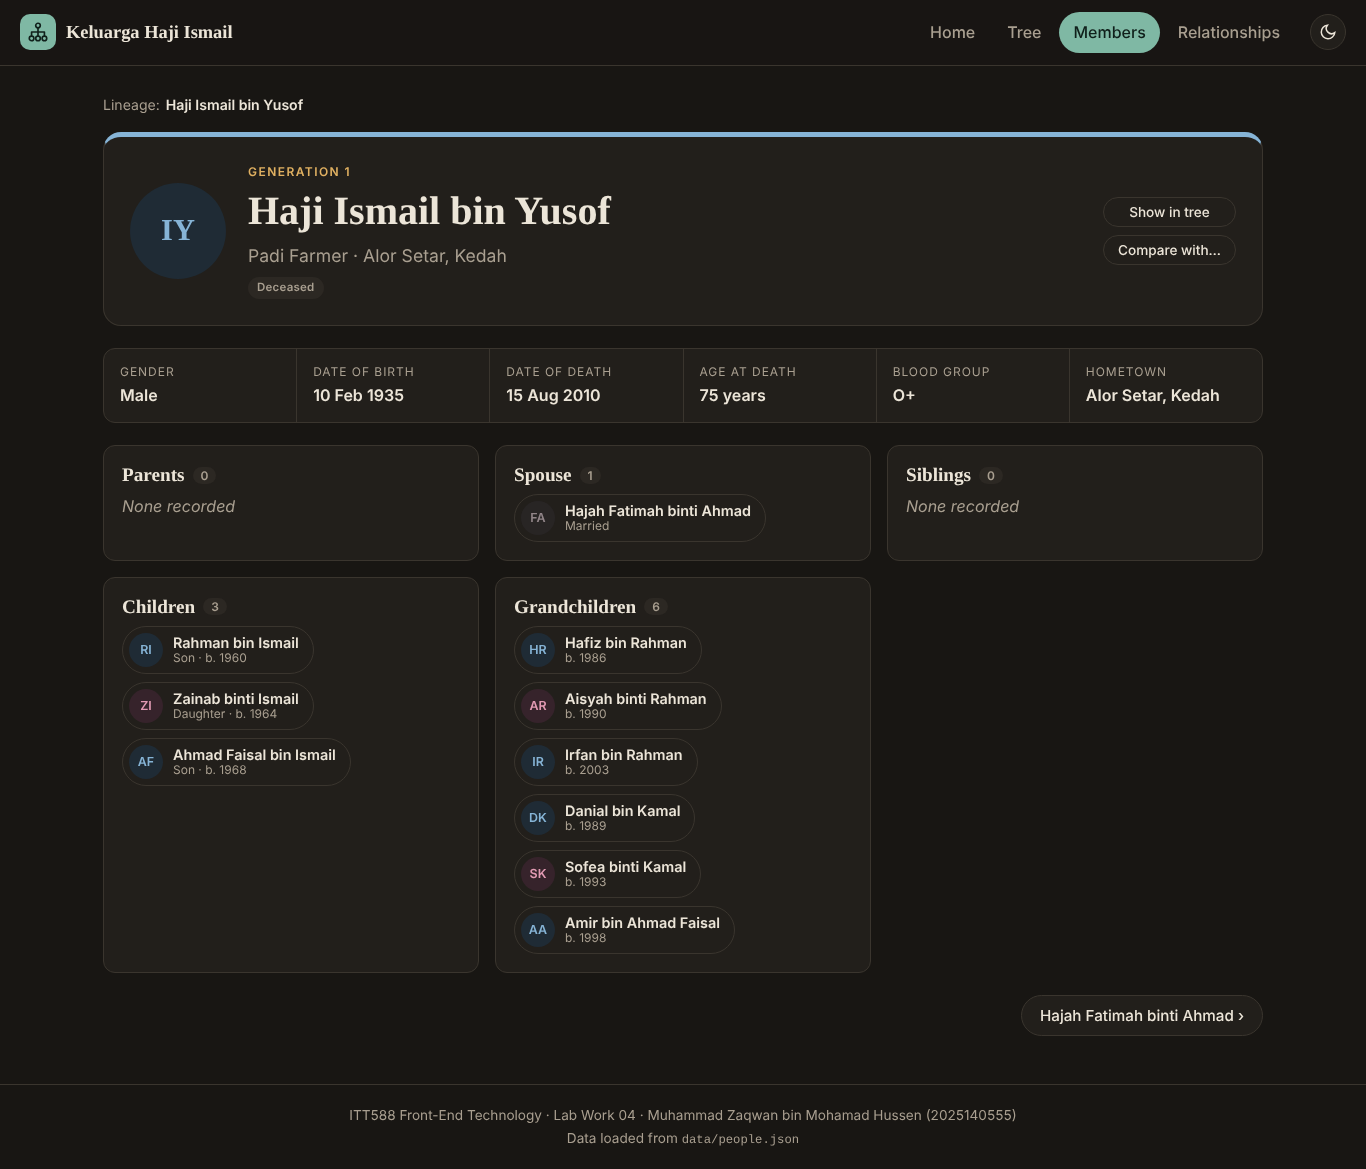 Keluarga Haji Ismail
Home
Tree
Members
Relationships
Lineage: Haji Ismail bin Yusof
IY
GENERATION 1
Haji Ismail bin Yusof
Padi Farmer · Alor Setar, Kedah
Deceased
Show in tree
Compare with...
GENDER
Male
DATE OF BIRTH
10 Feb 1935
DATE OF DEATH
15 Aug 2010
AGE AT DEATH
75 years
BLOOD GROUP
O+
HOMETOWN
Alor Setar, Kedah
Parents 0
None recorded
Spouse 1
FA
Hajah Fatimah binti Ahmad
Married
Siblings 0
None recorded
Children 3
RI
Rahman bin Ismail
Son · b. 1960
ZI
Zainab binti Ismail
Daughter · b. 1964
AF
Ahmad Faisal bin Ismail
Son · b. 1968
Grandchildren 6
HR
Hafiz bin Rahman
b. 1986
AR
Aisyah binti Rahman
b. 1990
IR
Irfan bin Rahman
b. 2003
DK
Danial bin Kamal
b. 1989
SK
Sofea binti Kamal
b. 1993
AA
Amir bin Ahmad Faisal
b. 1998
Hajah Fatimah binti Ahmad ›
ITT588 Front-End Technology · Lab Work 04 · Muhammad Zaqwan bin Mohamad Hussen (2025140555)
Data loaded from data/people.json